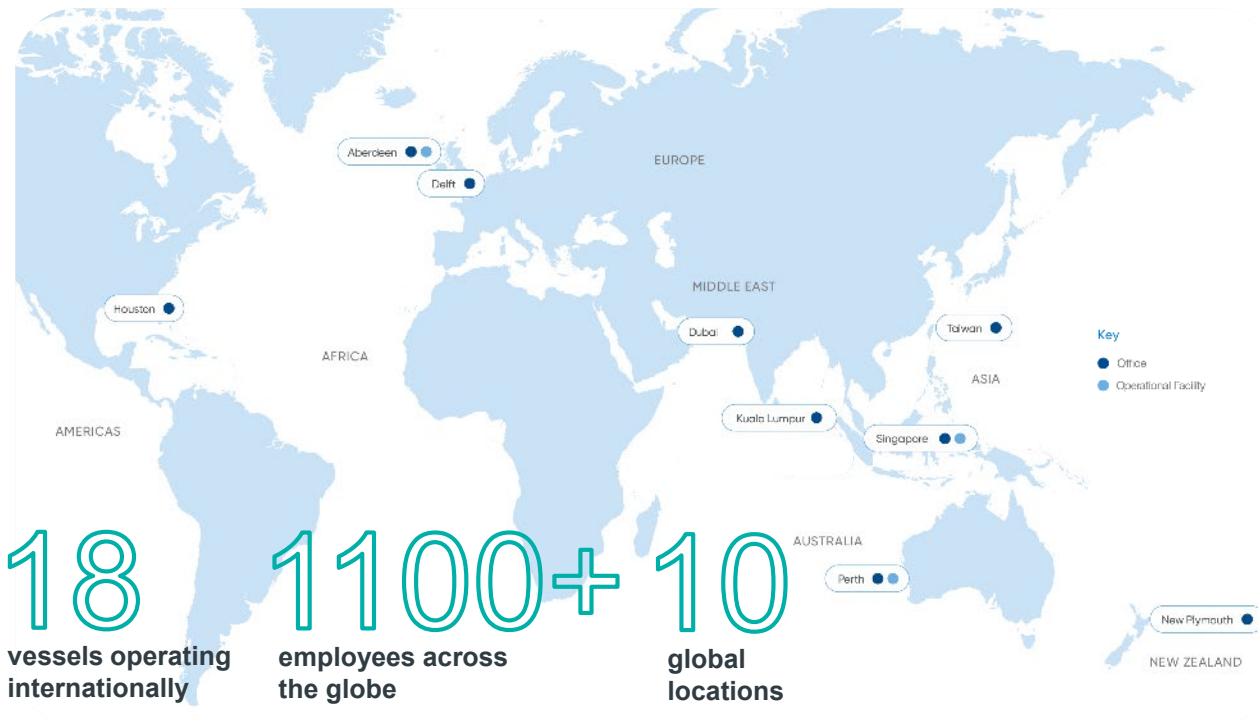 Aberdeen
Delft
EUROPE
MIDDLE EAST
Houston
Dubai
Taiwan
Key
Office
Operational Facility
AFRICA
ASIA
AMERICAS
Kuala Lumpur
Singapore
18
vessels operating
internationally
1100+
employees across
the globe
10
global
locations
AUSTRALIA
Perth
New Plymouth
NEW ZEALAND